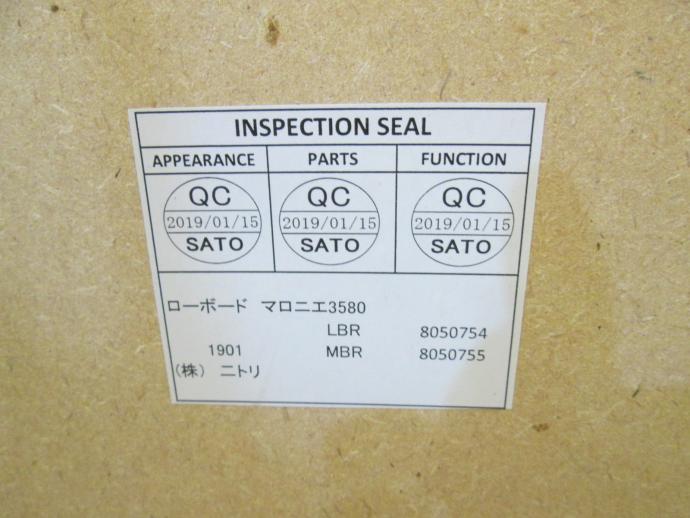 INSPECTION SEAL
APPEARANCE PARTS FUNCTION
QC QC QC
2019/01/15 2019/01/15 2019/01/15
SATO SATO SATO
ローボード マロニエ3580
LBR 8050754
1901 MBR 8050755
(株) ニトリ